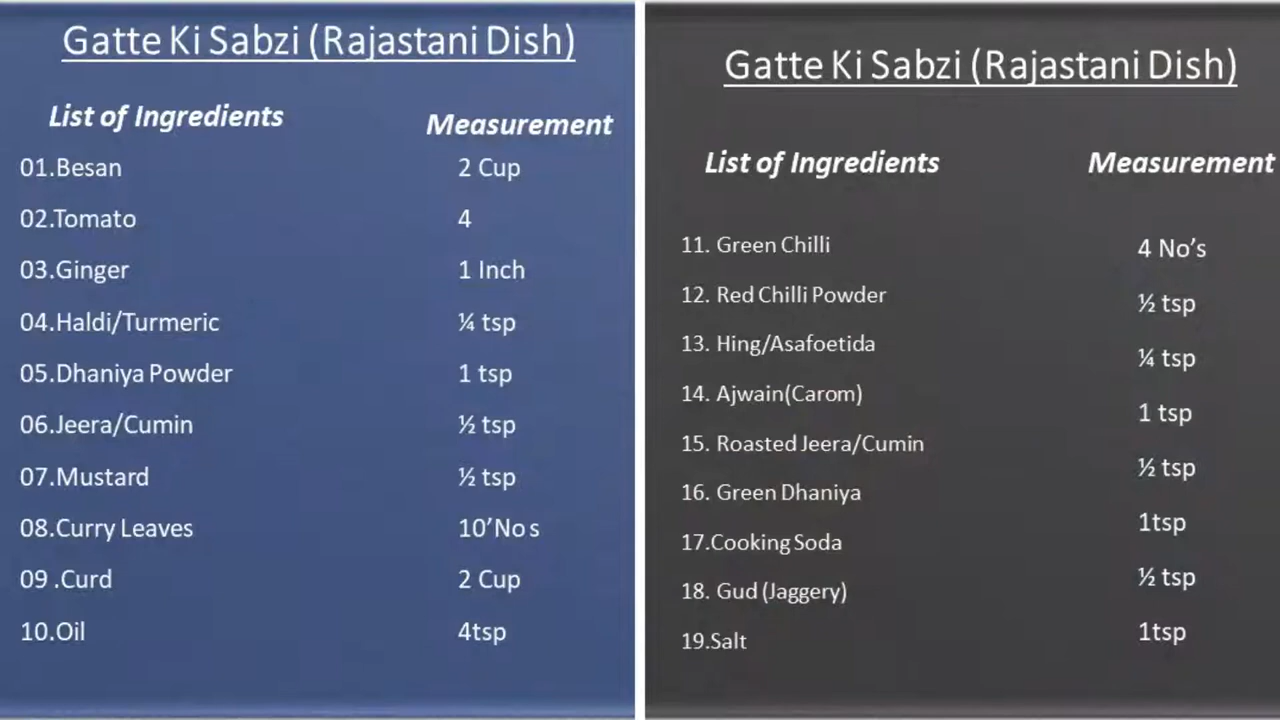 Gatte Ki Sabzi (Rajastani Dish)
List of Ingredients Measurement
01.Besan 2 Cup
02.Tomato 4
03.Ginger 1 Inch
04.Haldi/Turmeric ¼ tsp
05.Dhaniya Powder 1 tsp
06.Jeera/Cumin ½ tsp
07.Mustard ½ tsp
08.Curry Leaves 10’No s
09 .Curd 2 Cup
10.Oil 4tsp
Gatte Ki Sabzi (Rajastani Dish)
List of Ingredients Measurement
11. Green Chilli 4 No’s
12. Red Chilli Powder ½ tsp
13. Hing/Asafoetida ¼ tsp
14. Ajwain(Carom) 1 tsp
15. Roasted Jeera/Cumin ½ tsp
16. Green Dhaniya 1tsp
17.Cooking Soda ½ tsp
18. Gud (Jaggery) 1tsp
19.Salt